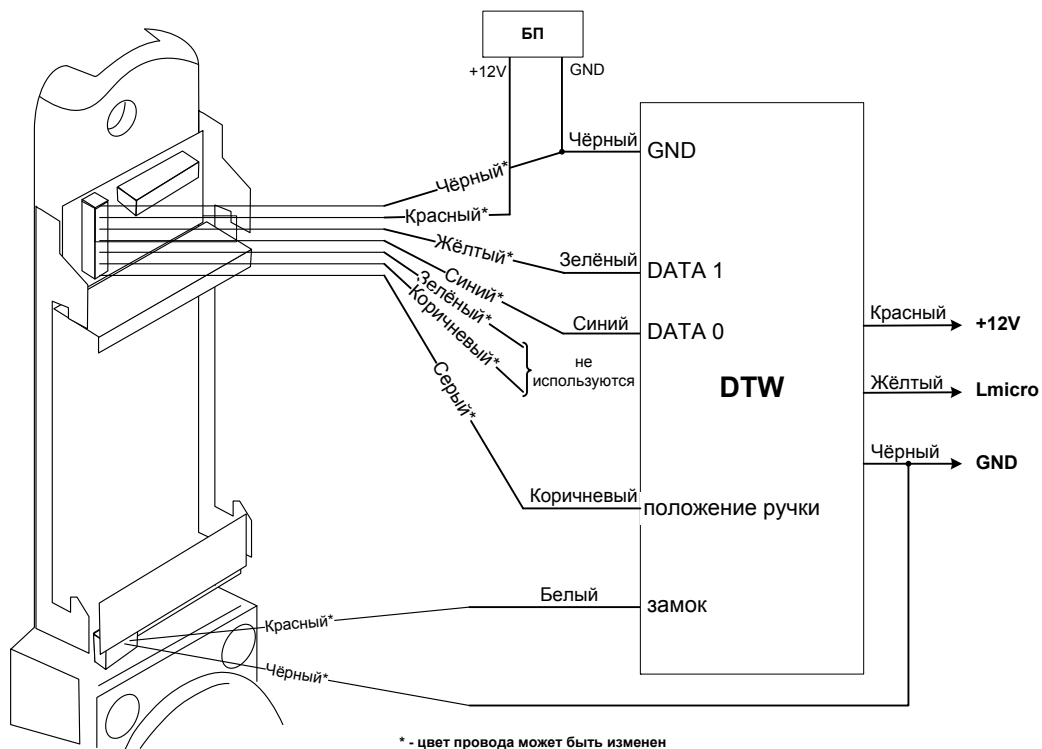 БП
+12V
GND
Чёрный
GND
Чёрный*
Красный*
Жёлтый*
Зелёный
DATA 1
Синий*
Зелёный*
Коричневый*
Синий
DATA 0
не
используются
Серый*
DTW
Красный
+12V
Жёлтый
Lmicro
Чёрный
GND
Коричневый
положение ручки
Белый
замок
Красный*
Чёрный*
* - цвет провода может быть изменен